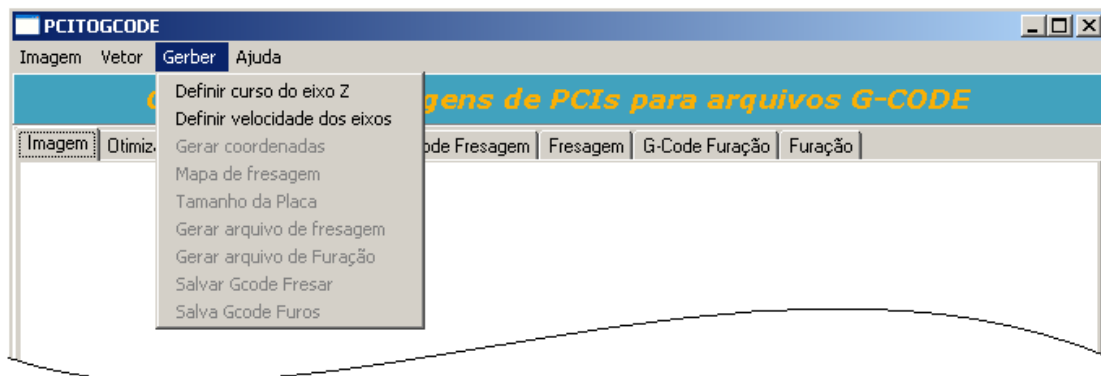 PCITOGCODE
Imagem Vetor Gerber Ajuda
gens de PCIs para arquivos G-CODE
Imagem Otimiz ode Fresagem Fresagem G-Code Furação Furação
Definir curso do eixo Z
Definir velocidade dos eixos
Gerar coordenadas
Mapa de fresagem
Tamanho da Placa
Gerar arquivo de fresagem
Gerar arquivo de Furação
Salvar Gcode Fresar
Salva Gcode Furos